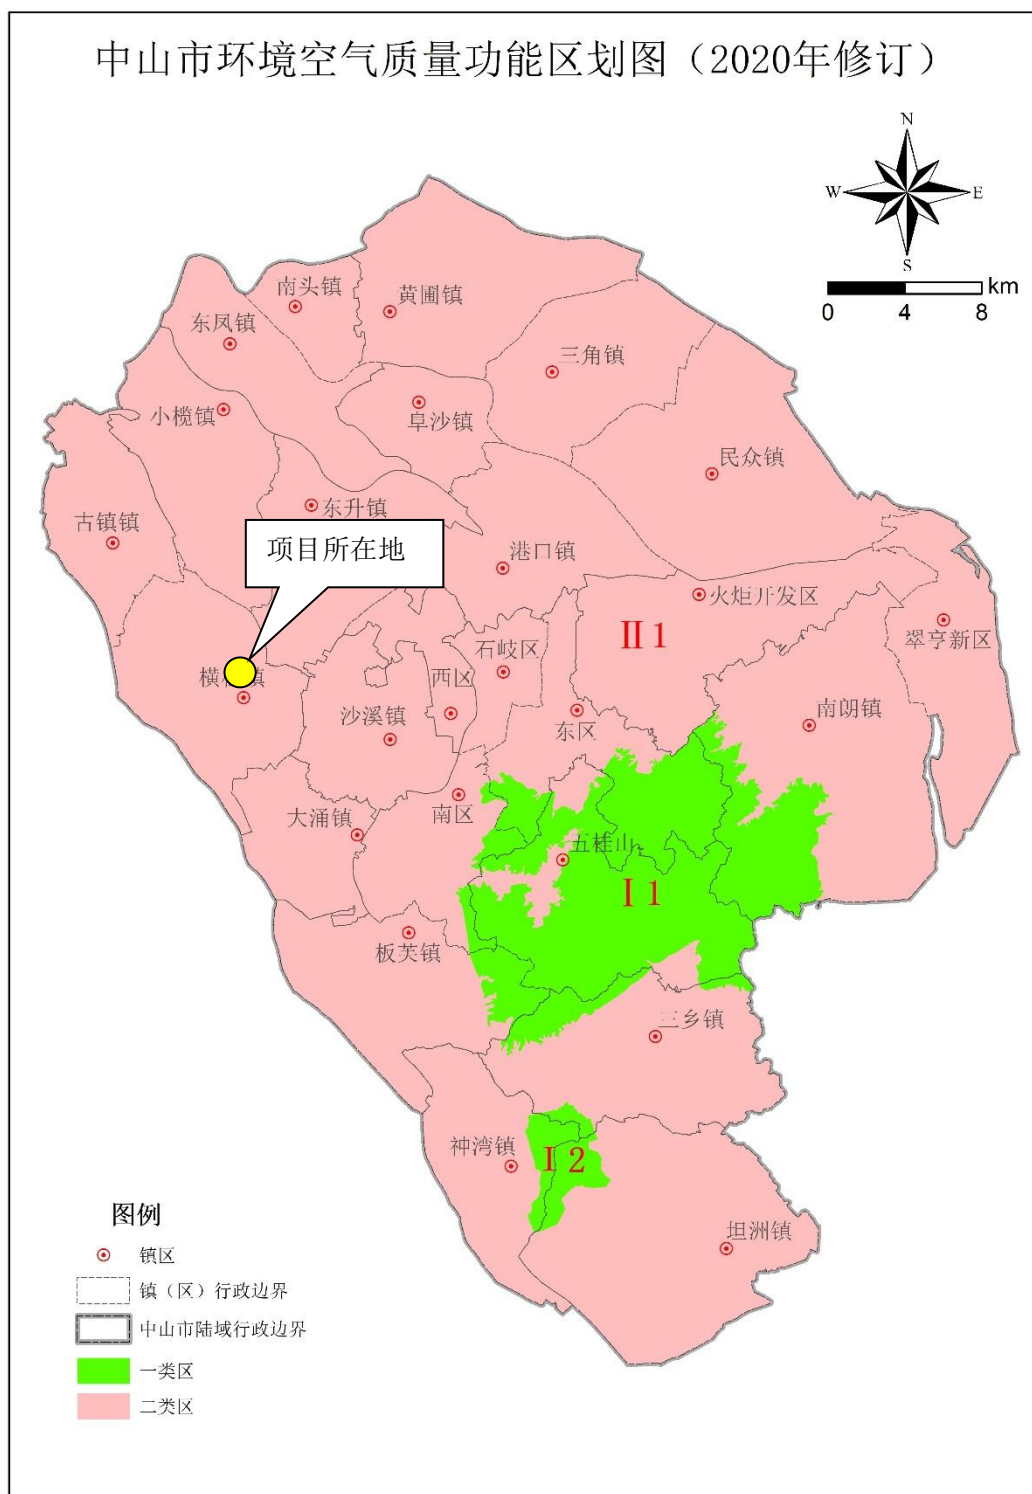 中山市环境空气质量功能区划图（2020年修订）
N
W
E
S
km
0 4 8
南头镇
黄圃镇
东凤镇
三角镇
小榄镇
阜沙镇
民众镇
古镇镇
东升镇
项目所在地
港口镇
火炬开发区
II 1
翠亨新区
石岐区
横 镇
西区
沙溪镇
东区
南朗镇
大涌镇
南区
五桂山
I 1
板芙镇
三乡镇
神湾镇
I 2
坦洲镇
图例
镇区
镇（区）行政边界
中山市陆域行政边界
一类区
二类区